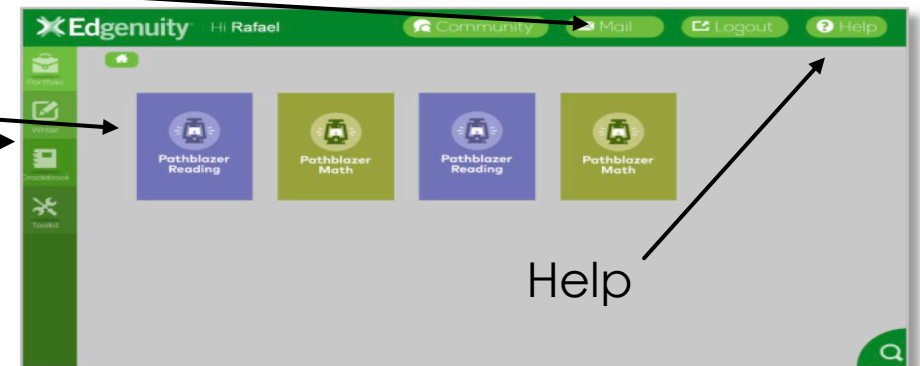 Edgenuity Hi Rafael Community Mail Logout Help
Portfolio
Writer
Gradebook
Toolkit
Pathblazer
Reading
Pathblazer
Math
Pathblazer
Reading
Pathblazer
Math
Help